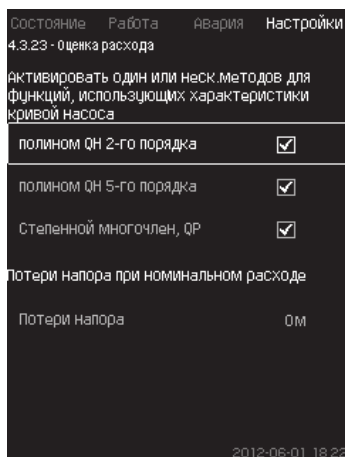 Состояние Работа Авария Настройки
4.3.23 - Оценка расхода
Активировать один или неск.методов для
функций, использующих характеристики
кривой насоса
полином QH 2-го порядка
полином QH 5-го порядка
Степенной многочлен, QP
Потери напора при номинальном расходе
Потери напора 0м
2012-06-01 18:22